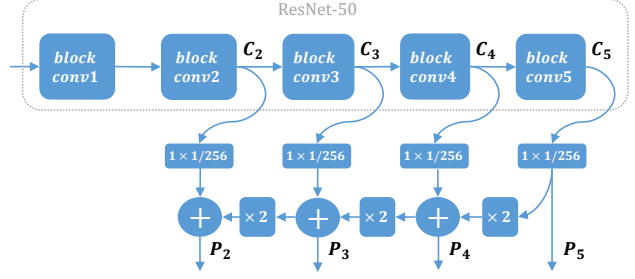 ResNet-50
block conv1
block conv2
C2
block conv3
C3
block conv4
C4
block conv5
C5
1 × 1/256
1 × 1/256
1 × 1/256
1 × 1/256
+
× 2
+
× 2
+
× 2
P2
P3
P4
P5